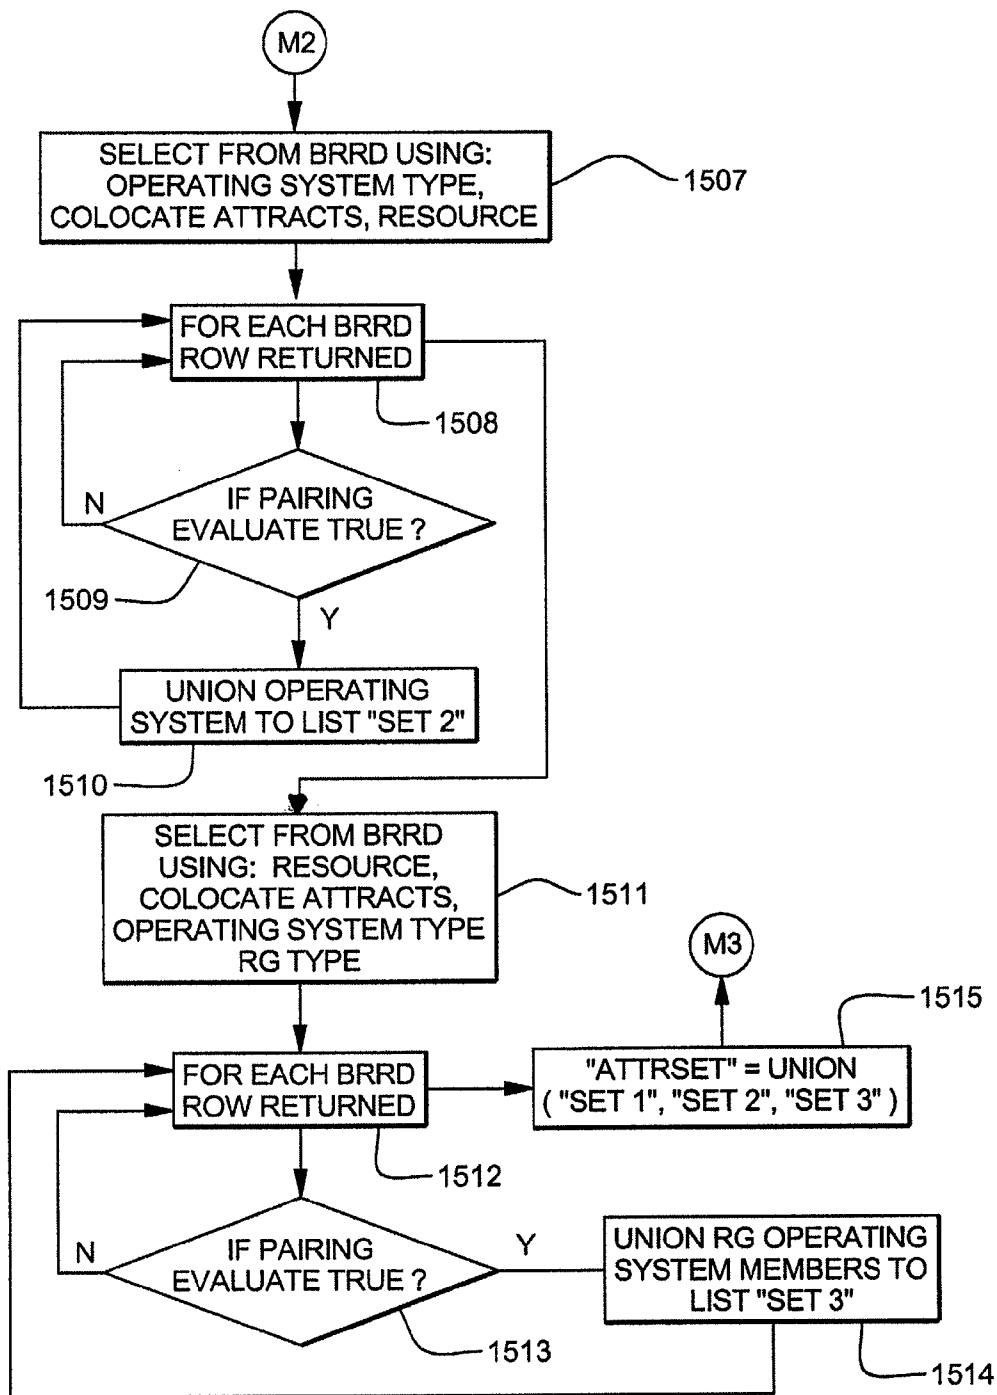 M2
SELECT FROM BRRD USING:
OPERATING SYSTEM TYPE,
COLOCATE ATTRACTS, RESOURCE
1507
FOR EACH BRRD
ROW RETURNED
1508
IF PAIRING
EVALUATE TRUE ?
N
1509
Y
UNION OPERATING
SYSTEM TO LIST "SET 2"
1510
SELECT FROM BRRD
USING: RESOURCE,
COLOCATE ATTRACTS,
OPERATING SYSTEM TYPE
RG TYPE
1511
M3
1515
FOR EACH BRRD
ROW RETURNED
"ATTRSET" = UNION
( "SET 1", "SET 2", "SET 3" )
1512
IF PAIRING
EVALUATE TRUE ?
N
Y
1513
UNION RG OPERATING
SYSTEM MEMBERS TO
LIST "SET 3"
1514